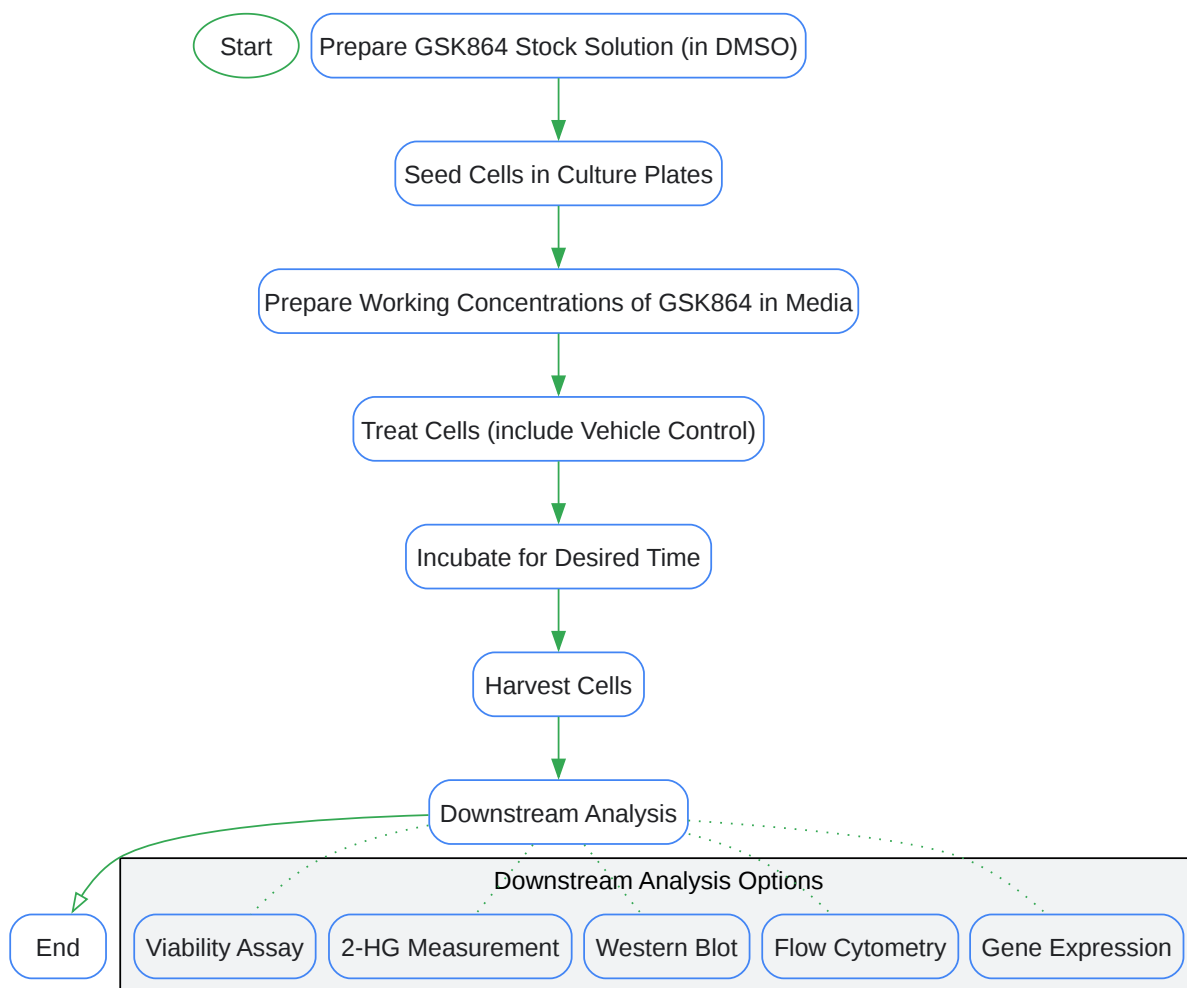 Start
Prepare GSK864 Stock Solution (in DMSO)
Seed Cells in Culture Plates
Prepare Working Concentrations of GSK864 in Media
Treat Cells (include Vehicle Control)
Incubate for Desired Time
Harvest Cells
Downstream Analysis
Downstream Analysis Options
End
Viability Assay
2-HG Measurement
Western Blot
Flow Cytometry
Gene Expression